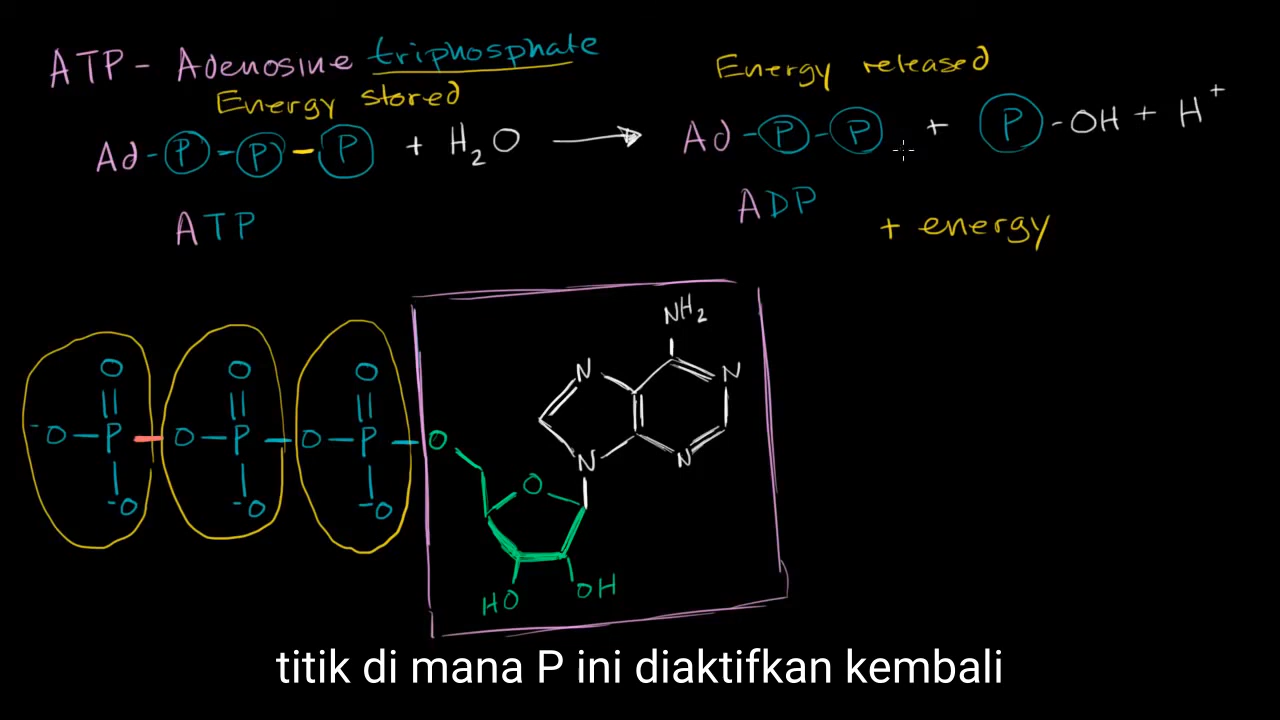 ATP - Adenosine triphosphate
Energy stored
Energy released
Ad - P - P - P + H2O → Ad - P - P + P - OH + H+
ATP
ADP
+ energy
NH2
O O O N N
-O - P - O - P - O - P - O
N N
-O -O -O O
HO OH
titik di mana P ini diaktifkan kembali